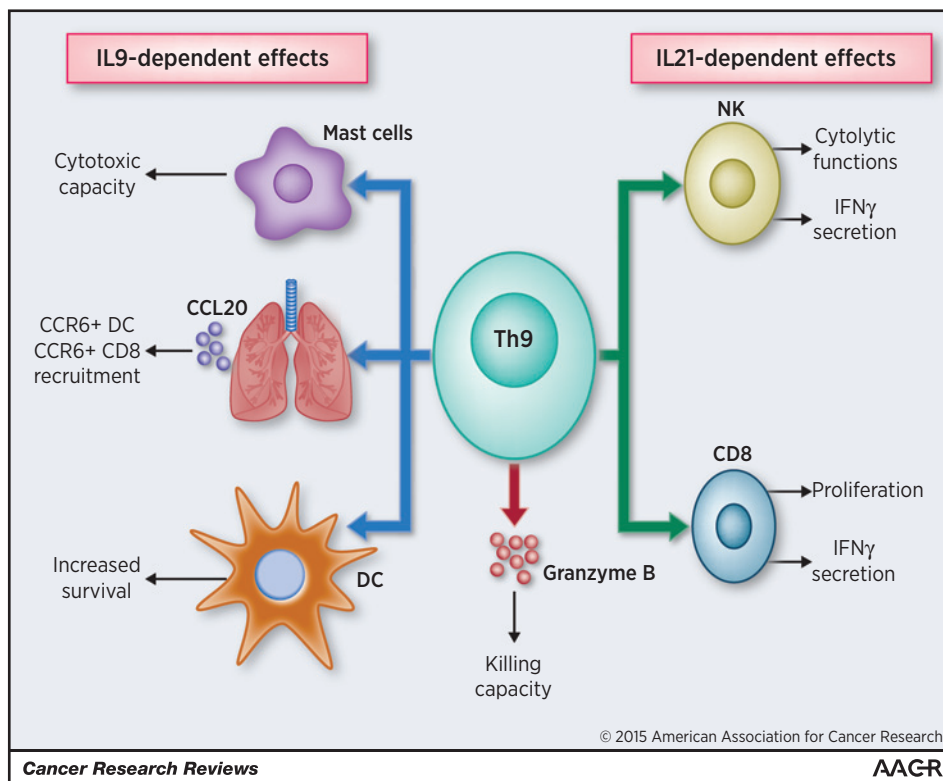 IL9-dependent effects
IL21-dependent effects
Mast cells
Cytotoxic
capacity
CCL20
CCR6+ DC
CCR6+ CD8
recruitment
Increased
survival
DC
Th9
Granzyme B
Killing
capacity
NK
Cytolytic
functions
IFNγ
secretion
CD8
Proliferation
IFNγ
secretion
© 2015 American Association for Cancer Research
Cancer Research Reviews
AACR